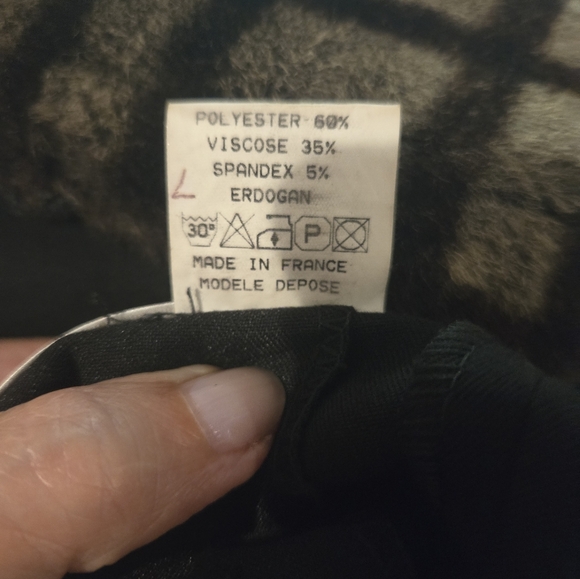 POLYESTER 60%
VISCOSE 35%
SPANDEX 5%
L
ERDOGAN
30° P
MADE IN FRANCE
MODELE DEPOSE